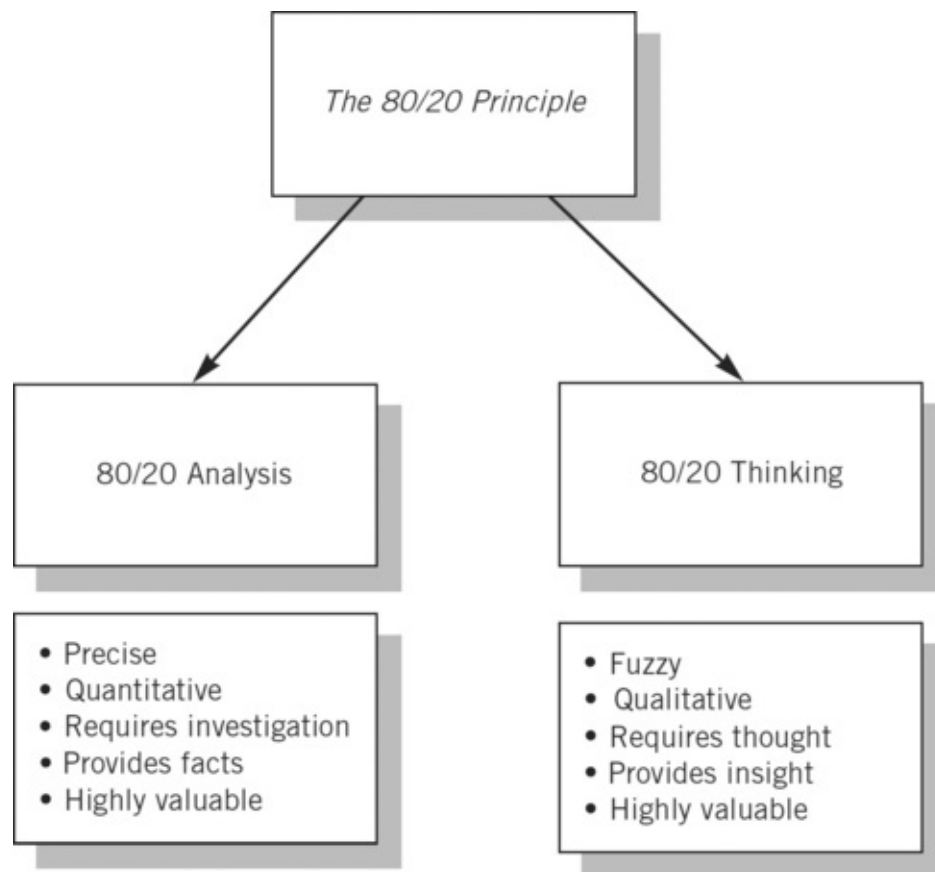 The 80/20 Principle
80/20 Analysis
80/20 Thinking
• Precise
• Quantitative
• Requires investigation
• Provides facts
• Highly valuable
• Fuzzy
• Qualitative
• Requires thought
• Provides insight
• Highly valuable